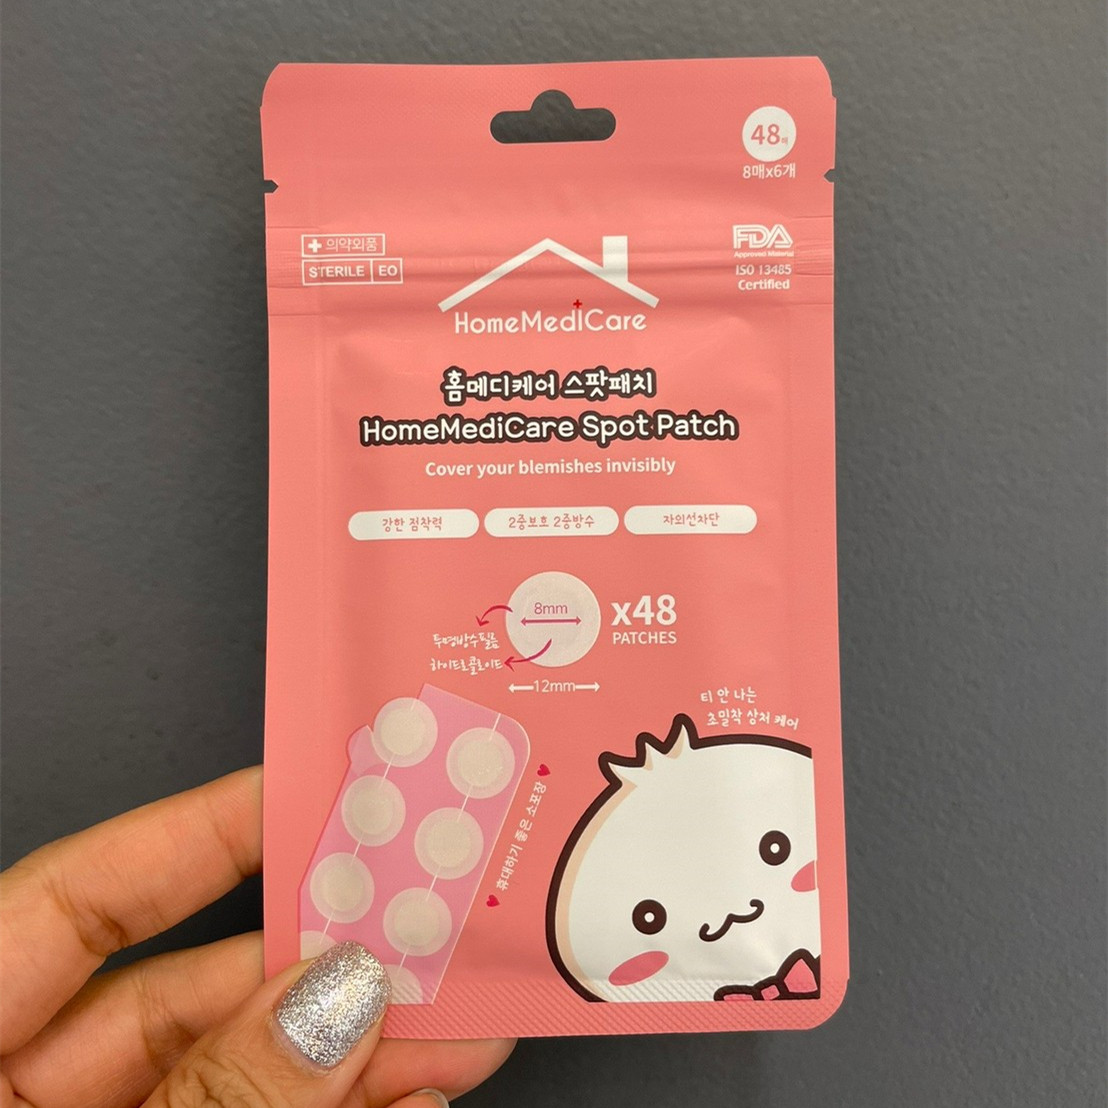 48매
8매x6개
의약외품
STERILE EO
FDA
Approved Material
ISO 13485
Certified
HomeMediCare
홈메디케어 스팟패치
HomeMediCare Spot Patch
Cover your blemishes invisibly
강한 점착력
2중보호 2중방수
자외선차단
8mm
x48
PATCHES
투명방수필름
하이드로콜로이드
12mm
티 안 나는
초밀착 상처 케어
휴대하기 좋은 소포장